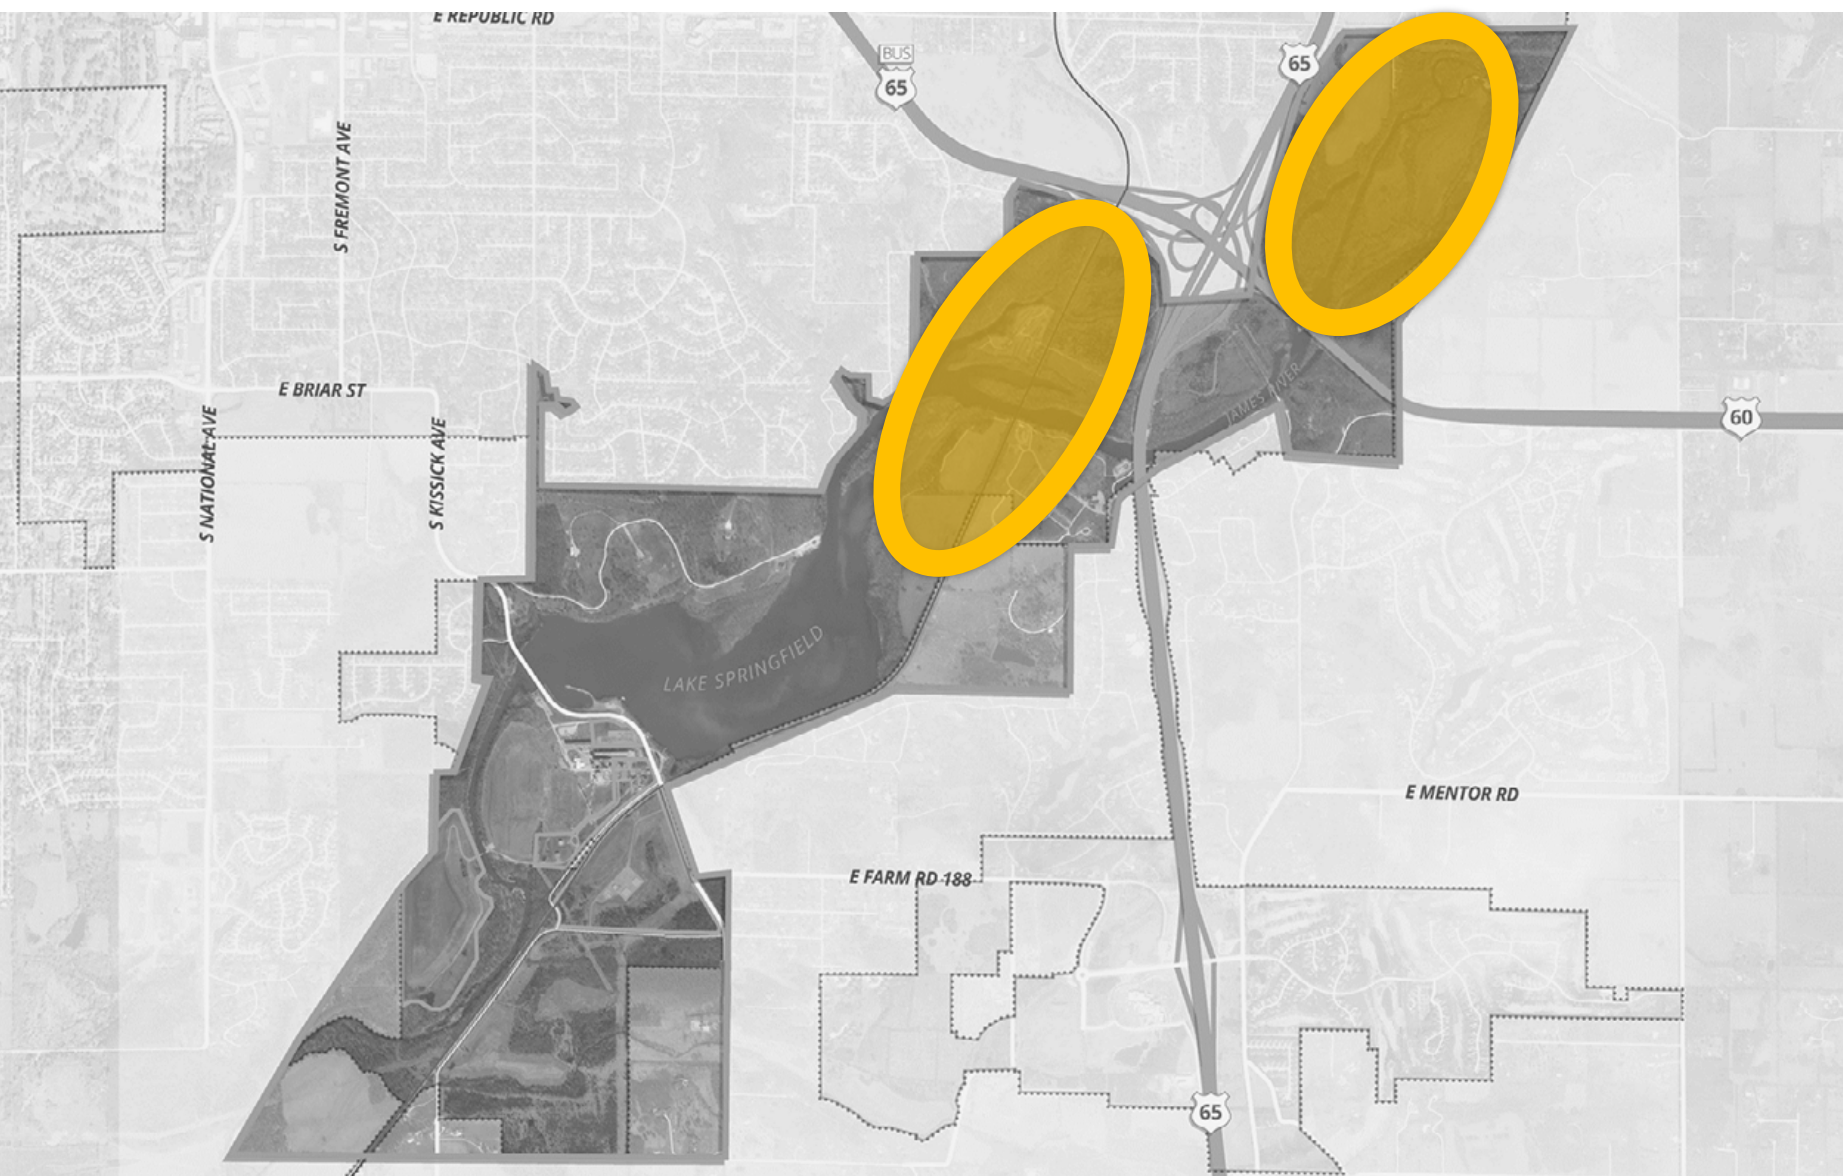 E REPUBLIC RD
BUS
65
65
S FREMONT AVE
E BRIAR ST
S NATIONAL AVE
S KISSICK AVE
JAMES RIVER
60
LAKE SPRINGFIELD
E MENTOR RD
E FARM RD 188
65